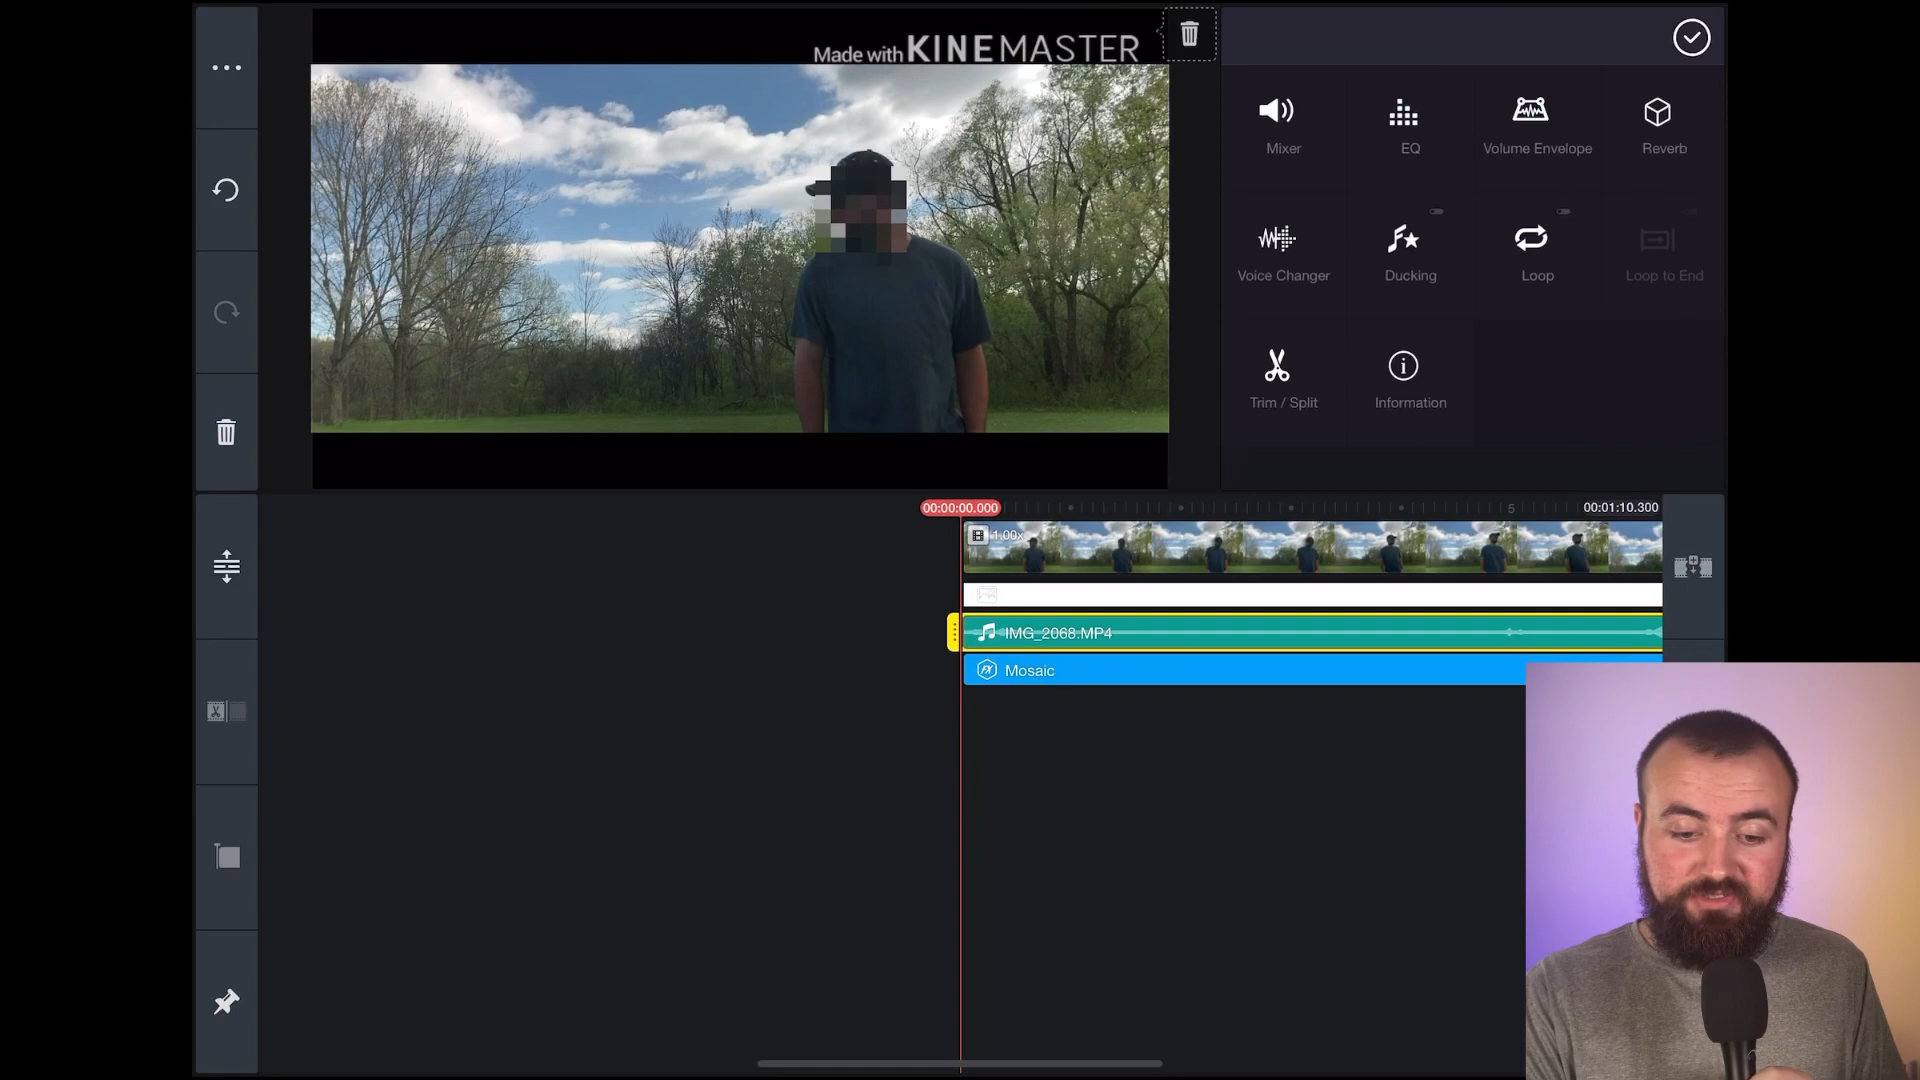 Made with KINEMASTER
Mixer
EQ
Volume Envelope
Reverb
Voice Changer
Ducking
Loop
Loop to End
Trim / Split
Information
00:00:00.000
5
00:01:10.300
1.00x
IMG_2068.MP4
FX Mosaic